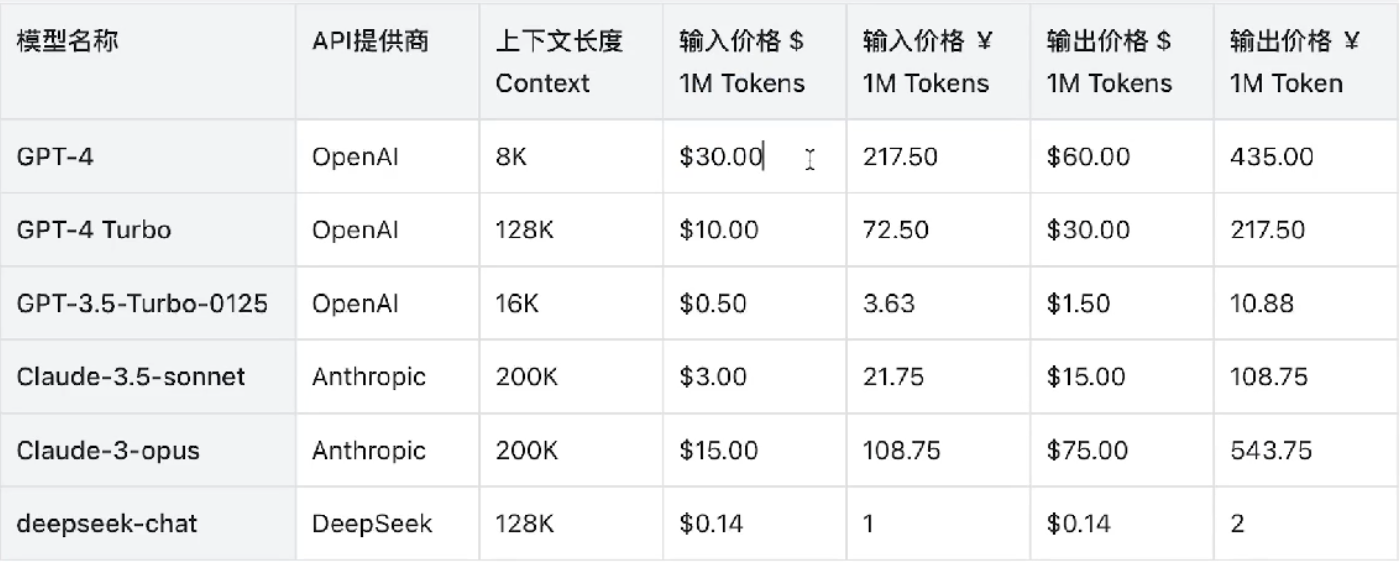 模型名称 API提供商 上下文长度 输入价格 $ 输入价格 ¥ 输出价格 $ 输出价格 ¥
Context 1M Tokens 1M Tokens 1M Tokens 1M Token
GPT-4 OpenAI 8K $30.00 217.50 $60.00 435.00
GPT-4 Turbo OpenAI 128K $10.00 72.50 $30.00 217.50
GPT-3.5-Turbo-0125 OpenAI 16K $0.50 3.63 $1.50 10.88
Claude-3.5-sonnet Anthropic 200K $3.00 21.75 $15.00 108.75
Claude-3-opus Anthropic 200K $15.00 108.75 $75.00 543.75
deepseek-chat DeepSeek 128K $0.14 1 $0.14 2